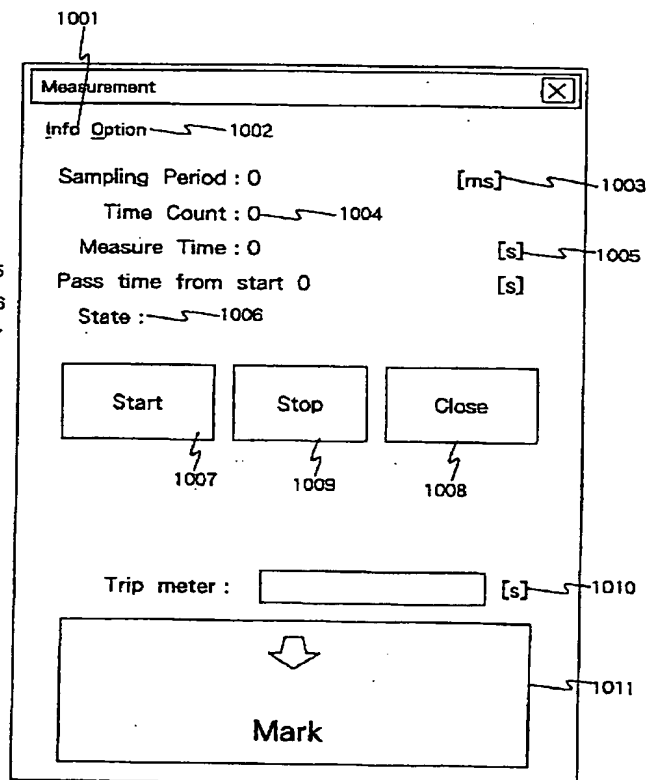 1001
Measurement
Info Option 1002
Sampling Period : 0 [ms] 1003
Time Count : 0 1004
Measure Time : 0 [s] 1005
Pass time from start 0 [s]
State : 1006
Start Stop Close
1007 1009 1008
Trip meter : [s] 1010
1011
Mark